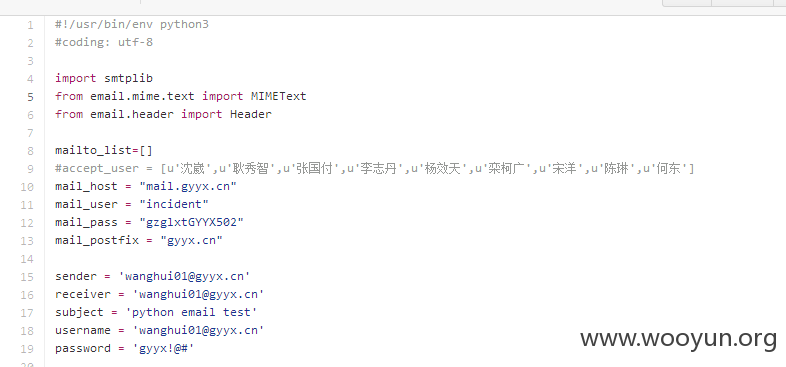 1 #!/usr/bin/env python3
2 #coding: utf-8
3
4 import smtplib
5 from email.mime.text import MIMEText
6 from email.header import Header
7
8 mailto_list=[]
9 #accept_user = [u'沈崴',u'耿秀智',u'张国付',u'李志丹',u'杨效天',u'栾柯广',u'宋洋',u'陈琳',u'何东']
10 mail_host = "mail.gyyx.cn"
11 mail_user = "incident"
12 mail_pass = "gzglxtGYYX502"
13 mail_postfix = "gyyx.cn"
14
15 sender = 'wanghui01@gyyx.cn'
16 receiver = 'wanghui01@gyyx.cn'
17 subject = 'python email test'
18 username = 'wanghui01@gyyx.cn'
19 password = 'gyyx!@#'
www.wooyun.org